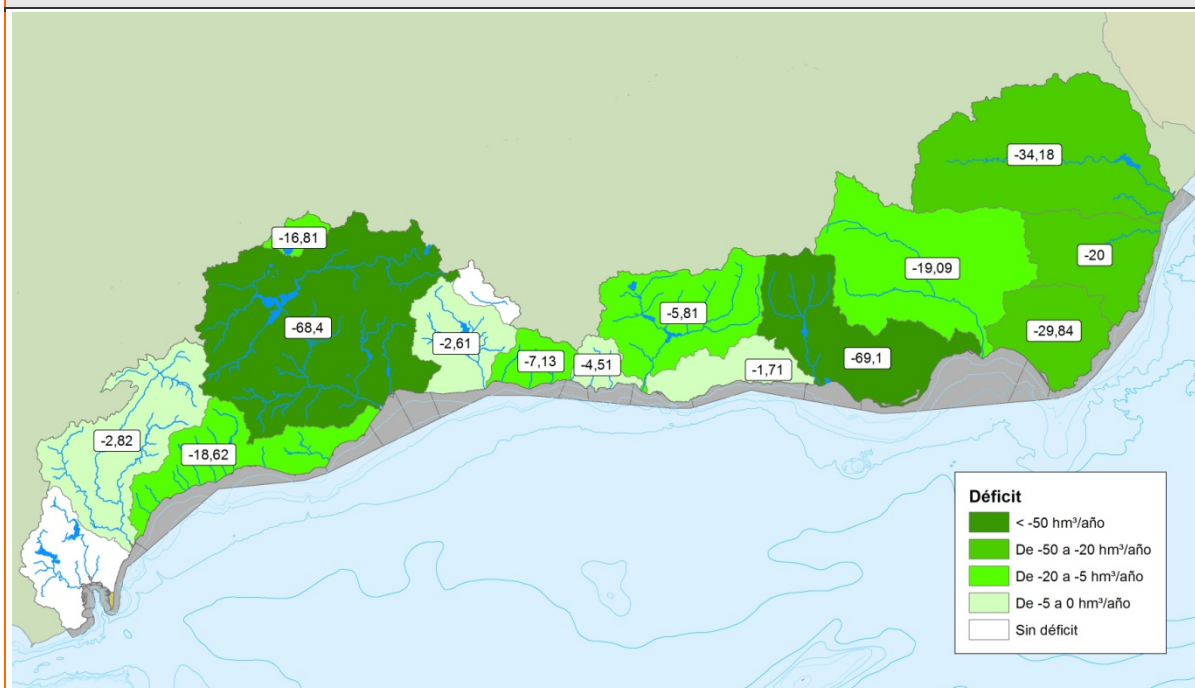 -34,18
-16,81
-20
-19,09
-68,4
-5,81
-29,84
-2,61
-7,13
-4,51
-69,1
-1,71
-2,82
-18,62
Déficit
< -50 hm³/año
De -50 a -20 hm³/año
De -20 a -5 hm³/año
De -5 a 0 hm³/año
Sin déficit